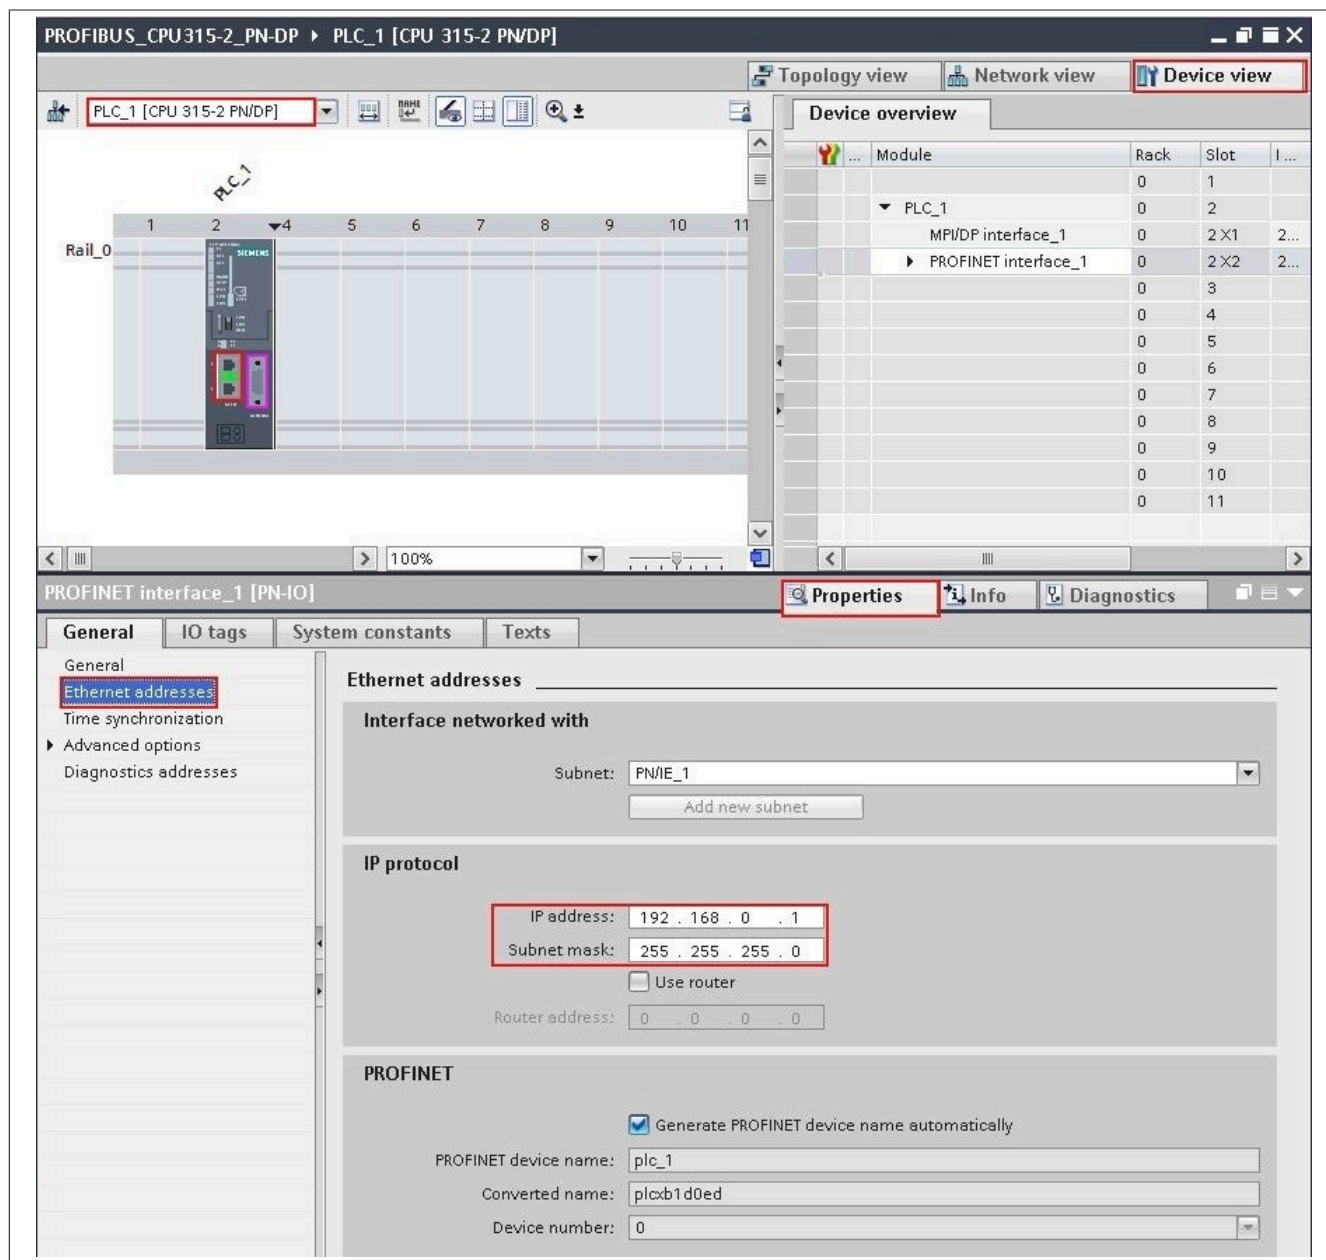 PROFIBUS_CPU315-2_PN-DP ▸ PLC_1 [CPU 315-2 PN/DP]
Topology view Network view Device view
PLC_1 [CPU 315-2 PN/DP]
Device overview
... Module Rack Slot I ...
0 1
PLC_1 0 2
MPI/DP interface_1 0 2 X1 2...
PROFINET interface_1 0 2 X2 2...
0 3
0 4
0 5
0 6
0 7
0 8
0 9
0 10
0 11
PLC_1
1 2 4 5 6 7 8 9 10 11
Rail_0
SIEMENS
100%
PROFINET interface_1 [PN-IO]
Properties Info Diagnostics
General IO tags System constants Texts
General
Ethernet addresses
Time synchronization
Advanced options
Diagnostics addresses
Ethernet addresses
Interface networked with
Subnet: PN/IE_1
Add new subnet
IP protocol
IP address: 192 . 168 . 0 . 1
Subnet mask: 255 . 255 . 255 . 0
Use router
Router address: 0 . 0 . 0 . 0
PROFINET
Generate PROFINET device name automatically
PROFINET device name: plc_1
Converted name: plcxb1d0ed
Device number: 0